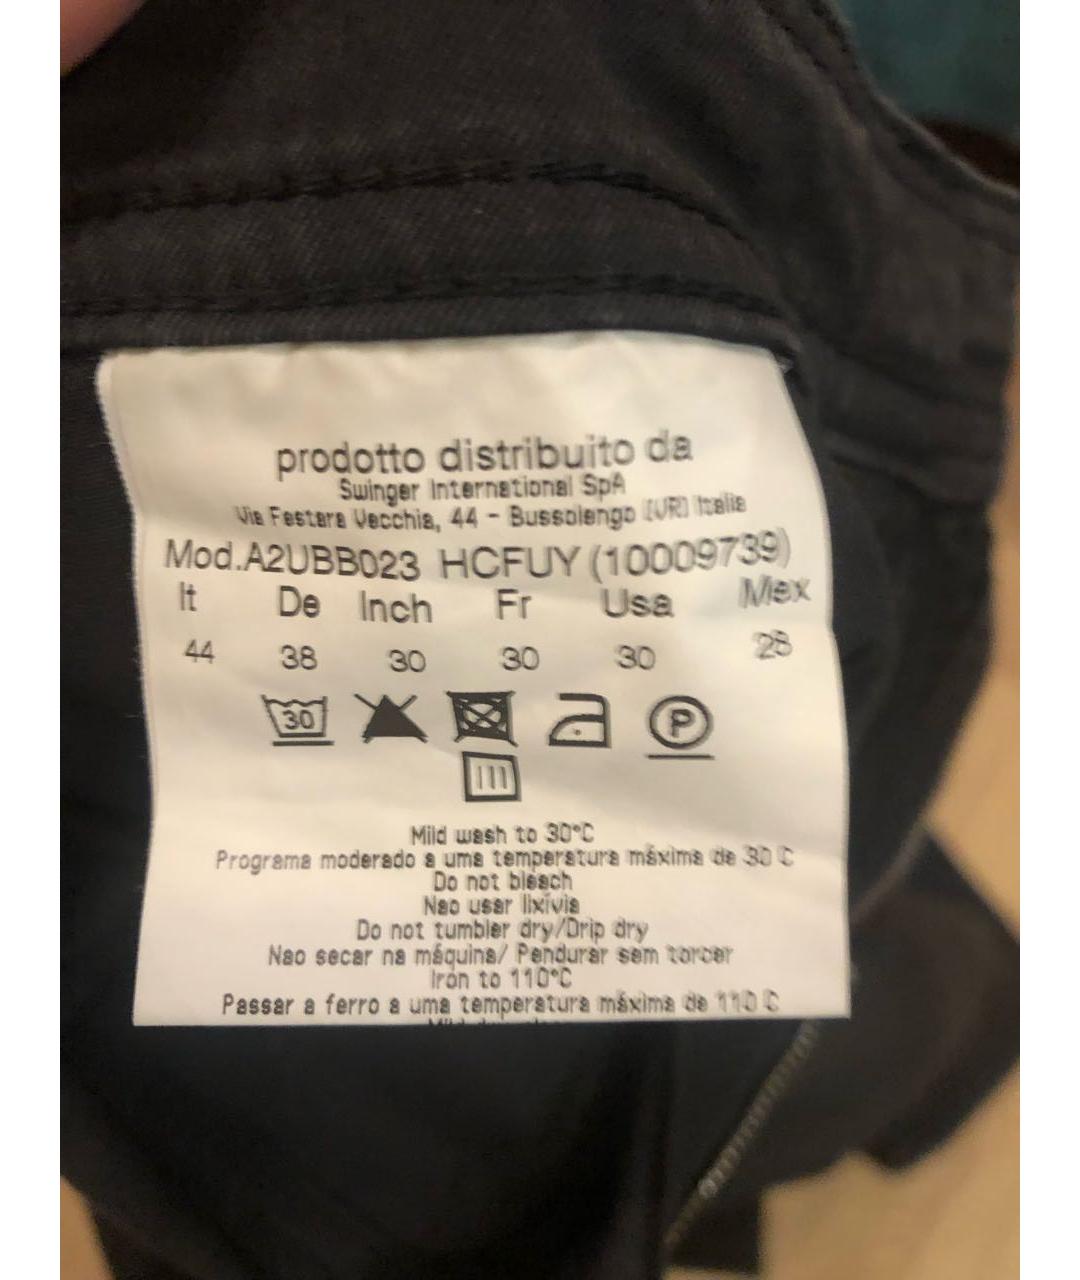 prodotto distribuito da
Swinger International SpA
Via Festara Vecchia, 44 - Bussolengo (VR) Italia
Mod.A2UBB023 HCFUY (10009739)
It De Inch Fr Usa Mex
44 38 30 30 30 28
30 P
Mild wash to 30°C
Programa moderado a uma temperatura máxima de 30 C
Do not bleach
Nao usar lixívia
Do not tumbler dry/Drip dry
Nao secar na máquina/ Pendurar sem torcer
Iron to 110°C
Passar a ferro a uma temperatura máxima de 110 C